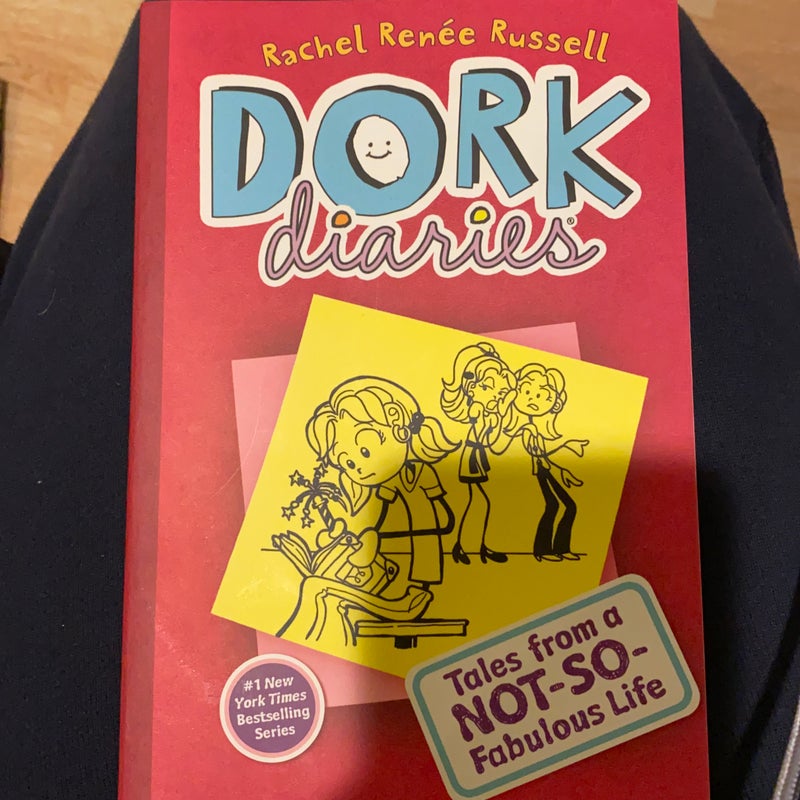 Rachel Renée Russell
DORK
diaries®
#1 New
York Times
Bestselling
Series
Tales from a
NOT-SO-
Fabulous Life